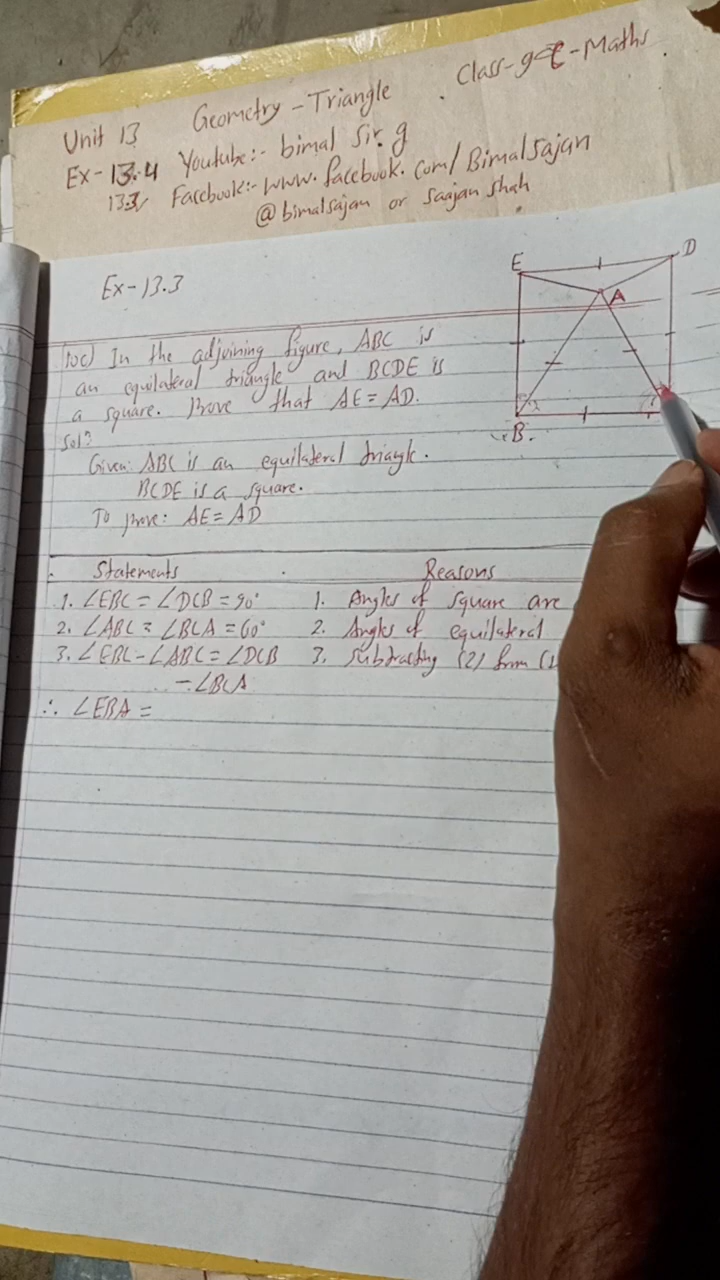 Unit 13 Geometry - Triangle Class-9
Ex-13.4 Youtube:- bimal Sir g
13.3 Facebook:- www.facebook.com/Bimalsajan
@bimalsajan or Saajan Shah
Ex-13.3
10c) In the adjoining figure, ABC is
an equilateral triangle and BCDE is
a square. Prove that AE = AD.
Solⁿ:
Given: ABC is an equilateral triangle.
BCDE is a square.
To prove: AE = AD
E
D
A
B
Statements Reasons
1. ∠EBC = ∠DCB = 90° 1. Angles of square are
2. ∠ABC = ∠BCA = 60° 2. Angles of equilateral
3. ∠EBC - ∠ABC = ∠DCB 3. Subtracting (2) from (1
- ∠BCA
∴ ∠EBA =